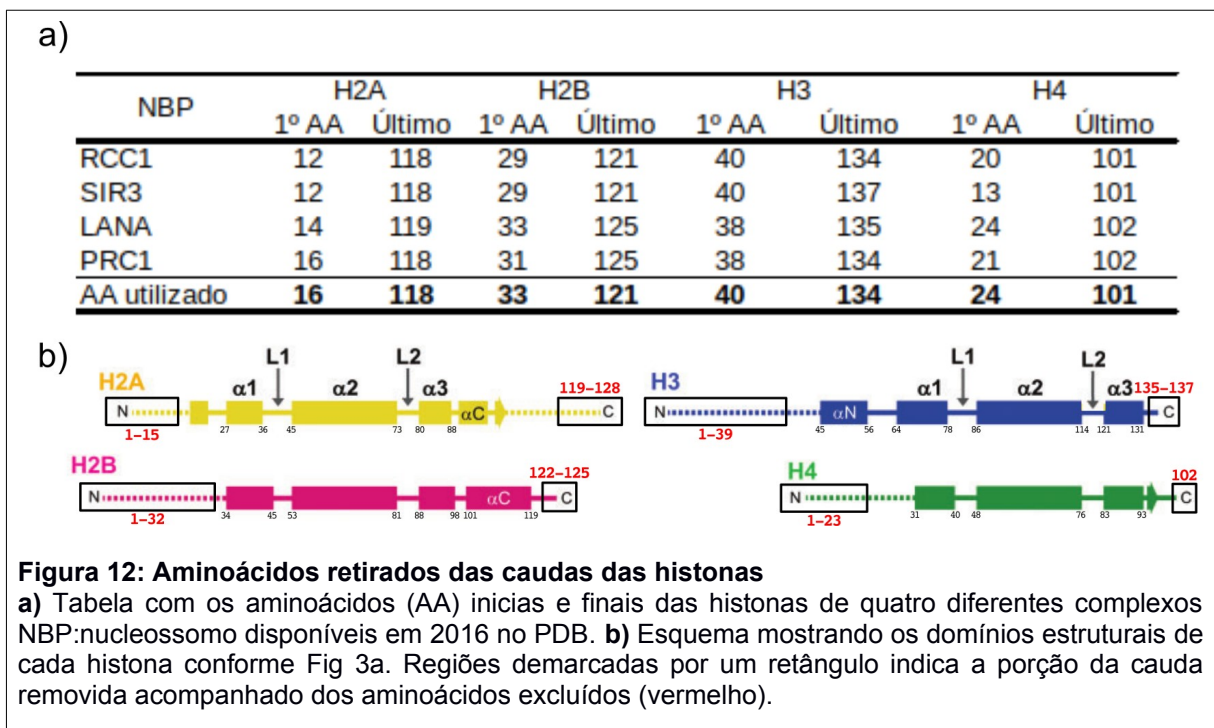 a)
NBP H2A H2B H3 H4
1º AA Último 1º AA Último 1º AA Último 1º AA Último
RCC1 12 118 29 121 40 134 20 101
SIR3 12 118 29 121 40 137 13 101
LANA 14 119 33 125 38 135 24 102
PRC1 16 118 31 125 38 134 21 102
AA utilizado 16 118 33 121 40 134 24 101
b)
L1 L2 L1 L2
H2A α1 α2 α3 119–128 H3 α1 α2 α3 135–137
N αC C N αN C
1–15 27 36 45 73 80 88 1–39 45 56 64 78 86 114 121 131
H2B 122–125 H4 102
N αC C N C
1–32 34 45 53 81 88 98 101 119 1–23 31 40 48 76 83 93
Figura 12: Aminoácidos retirados das caudas das histonas
a) Tabela com os aminoácidos (AA) inicias e finais das histonas de quatro diferentes complexos
NBP:nucleossomo disponíveis em 2016 no PDB. b) Esquema mostrando os domínios estruturais de
cada histona conforme Fig 3a. Regiões demarcadas por um retângulo indica a porção da cauda
removida acompanhado dos aminoácidos excluídos (vermelho).